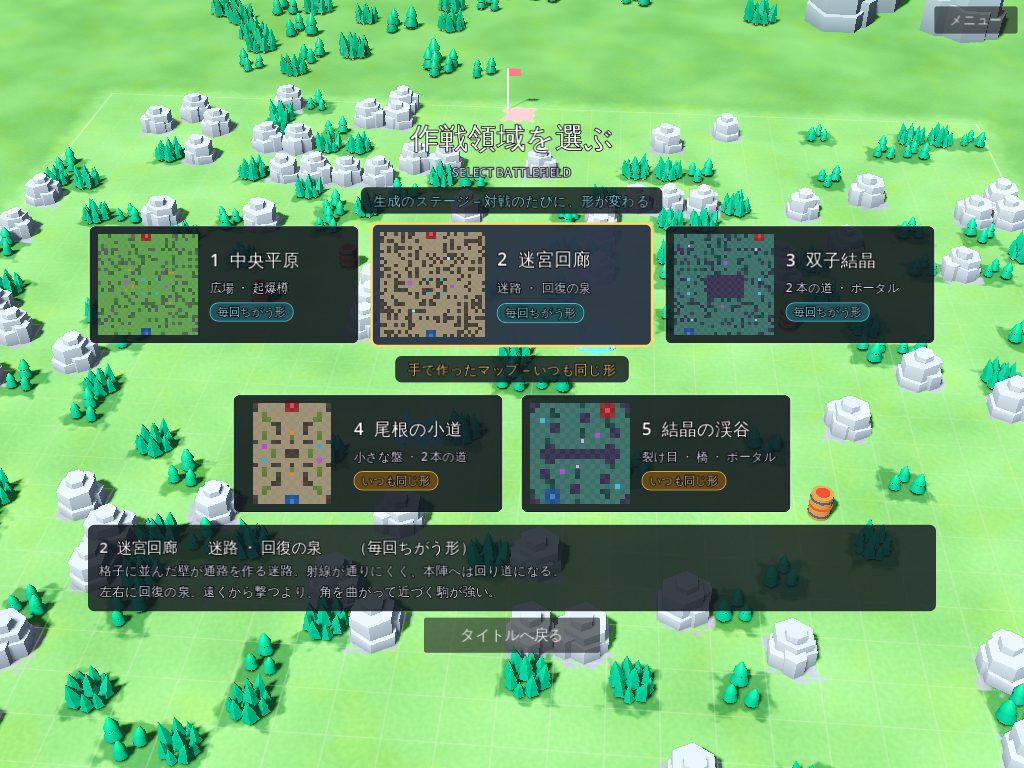 メニュー
作戦領域を選ぶ
SELECT BATTLEFIELD
生成のステージ – 対戦のたびに、形が変わる
1 中央平原
広場 ・ 起爆樽
毎回ちがう形
2 迷宮回廊
迷路 ・ 回復の泉
毎回ちがう形
3 双子結晶
2 本の道 ・ ポータル
毎回ちがう形
手で作ったマップ – いつも同じ形
4 尾根の小道
小さな盤 ・ 2 本の道
いつも同じ形
5 結晶の渓谷
裂け目 ・ 橋 ・ ポータル
いつも同じ形
2 迷宮回廊 迷路 ・ 回復の泉 （毎回ちがう形）
格子に並んだ壁が通路を作る迷路。射線が通りにくく、本陣へは回り道になる。
左右に回復の泉。遠くから撃つより、角を曲がって近づく駒が強い。
タイトルへ戻る